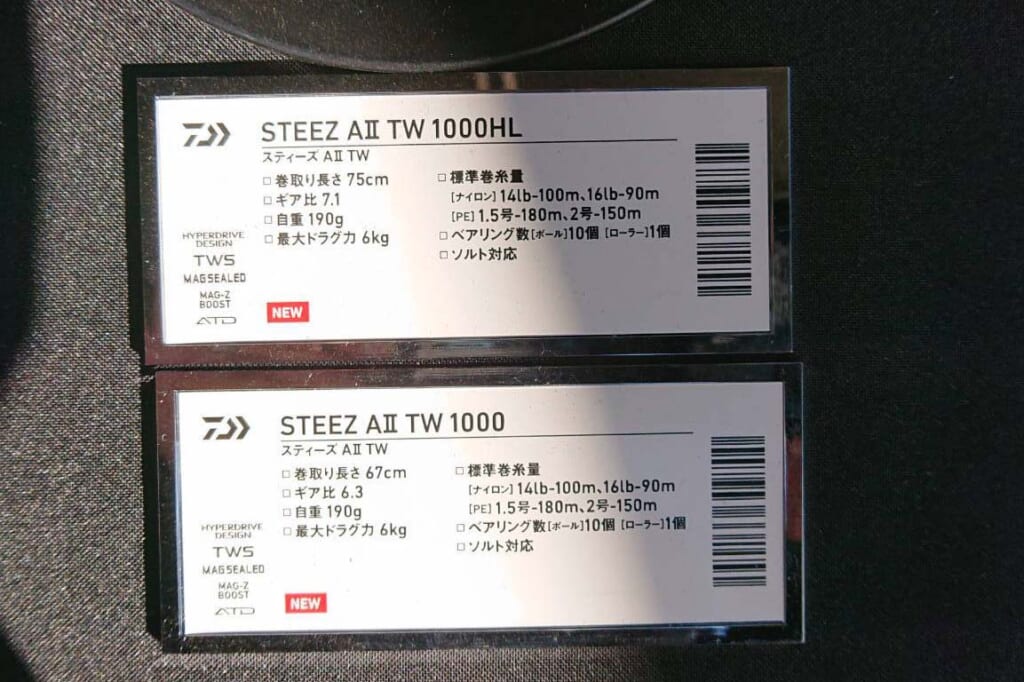 STEEZ AⅡ TW 1000HL
スティーズ AⅡ TW
□ 巻取り長さ 75cm
□ ギア比 7.1
□ 自重 190g
□ 最大ドラグ力 6kg
□ 標準巻糸量
[ナイロン] 14lb-100m、16lb-90m
[PE] 1.5号-180m、2号-150m
□ ベアリング数[ボール]10個 [ローラー]1個
□ ソルト対応
HYPERDRIVE
DESIGN
TWS
MAGSEALED
MAG-Z
BOOST
ATD
NEW
STEEZ AⅡ TW 1000
スティーズ AⅡ TW
□ 巻取り長さ 67cm
□ ギア比 6.3
□ 自重 190g
□ 最大ドラグ力 6kg
□ 標準巻糸量
[ナイロン] 14lb-100m、16lb-90m
[PE] 1.5号-180m、2号-150m
□ ベアリング数[ボール]10個 [ローラー]1個
□ ソルト対応
HYPERDRIVE
DESIGN
TWS
MAGSEALED
MAG-Z
BOOST
ATD
NEW